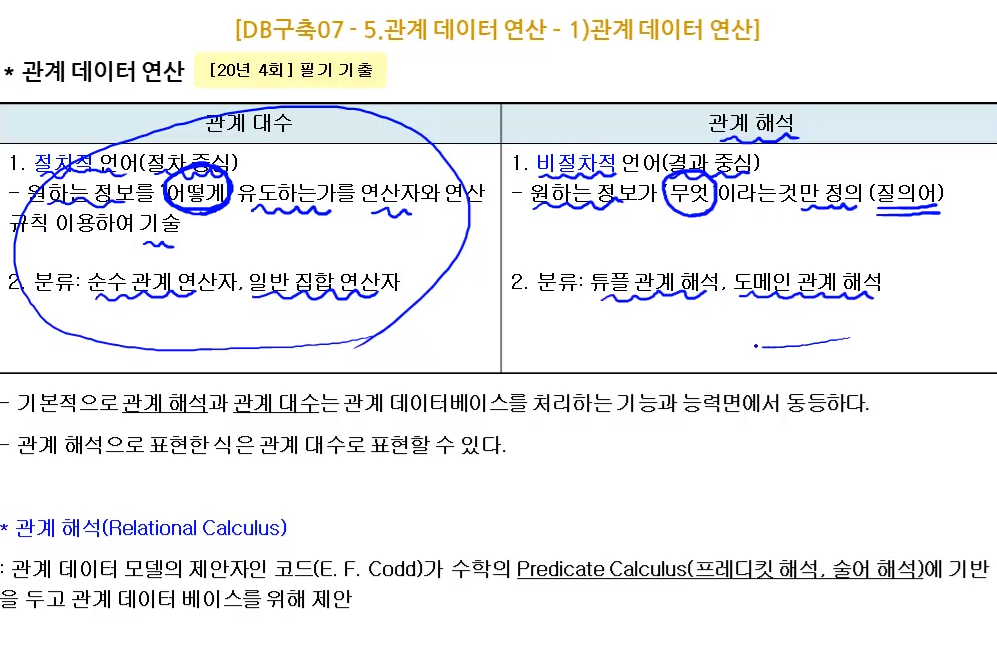 [DB구축07 - 5.관계 데이터 연산 - 1)관계 데이터 연산]
* 관계 데이터 연산 [20년 4회] 필기 기출
관계 대수
1. 절차적 언어(절차 중심)
- 원하는 정보를 '어떻게' 유도하는가를 연산자와 연산
규칙 이용하여 기술
2. 분류: 순수 관계 연산자, 일반 집합 연산자
관계 해석
1. 비절차적 언어(결과 중심)
- 원하는 정보가 '무엇'이라는것만 정의 (질의어)
2. 분류: 튜플 관계 해석, 도메인 관계 해석
- 기본적으로 관계 해석과 관계 대수는 관계 데이터베이스를 처리하는 기능과 능력면에서 동등하다.
- 관계 해석으로 표현한 식은 관계 대수로 표현할 수 있다.
* 관계 해석(Relational Calculus)
: 관계 데이터 모델의 제안자인 코드(E. F. Codd)가 수학의 Predicate Calculus(프레디킷 해석, 술어 해석)에 기반
을 두고 관계 데이터 베이스를 위해 제안